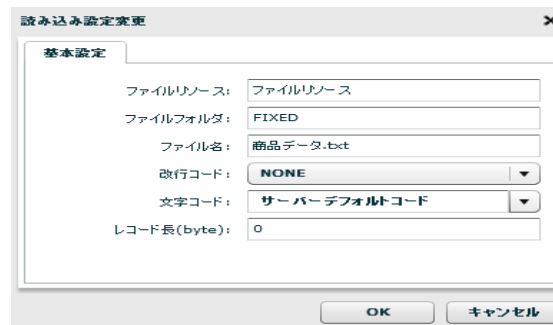 読み込み設定変更
基本設定
ファイルリソース: ファイルリソース
ファイルフォルダ: FIXED
ファイル名: 商品データ.txt
改行コード: NONE
文字コード: サーバーデフォルトコード
レコード長(byte): 0
OK キャンセル